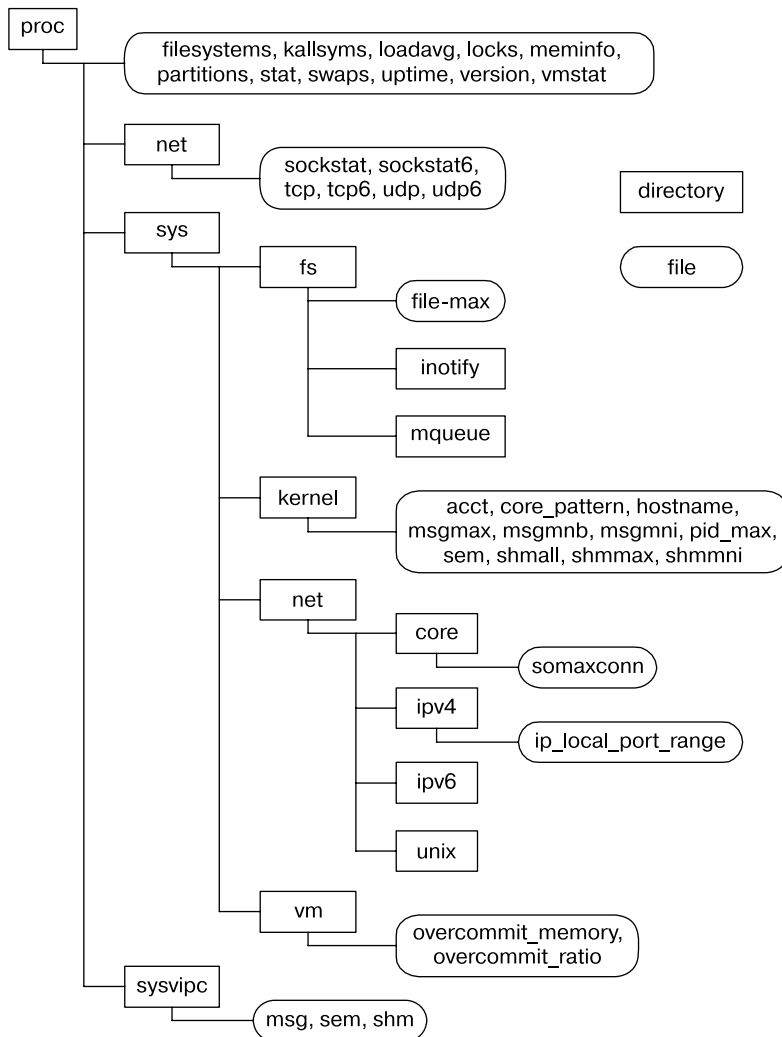 proc
filesystems, kallsyms, loadavg, locks, meminfo,
partitions, stat, swaps, uptime, version, vmstat
net
sockstat, sockstat6,
tcp, tcp6, udp, udp6
directory
sys
fs
file
file-max
inotify
mqueue
kernel
acct, core_pattern, hostname,
msgmax, msgmnb, msgmni, pid_max,
sem, shmall, shmmax, shmmni
net
core
somaxconn
ipv4
ip_local_port_range
ipv6
unix
vm
overcommit_memory,
overcommit_ratio
sysvipc
msg, sem, shm